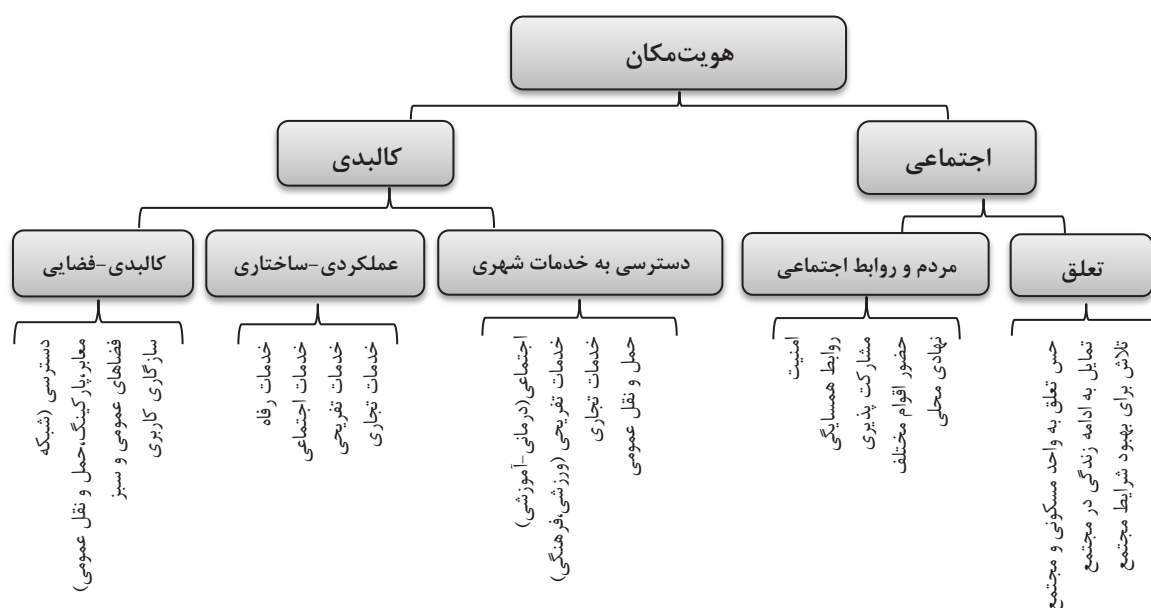 هویت‌مکان
اجتماعی
کالبدی
تعلق
مردم و روابط اجتماعی
دسترسی به خدمات شهری
عملکردی-ساختاری
کالبدی-فضایی
حس تعلق به واحد مسکونی و مجتمع
تمایل به ادامه زندگی در مجتمع
تلاش برای بهبود شرایط مجتمع
امنیت
روابط همسایگی
مشارکت پذیری
حضور اقوام مختلف
نهادی محلی
اجتماعی(درمانی-آموزشی)
خدمات تفریحی (ورزشی،فرهنگی)
خدمات تجاری
حمل و نقل عمومی
خدمات رفاه
خدمات اجتماعی
خدمات تفریحی
خدمات تجاری
دسترسی (شبکه
معابر،پارکینگ،حمل و نقل عمومی)
فضاهای عمومی و سبز
سازگاری کاربری